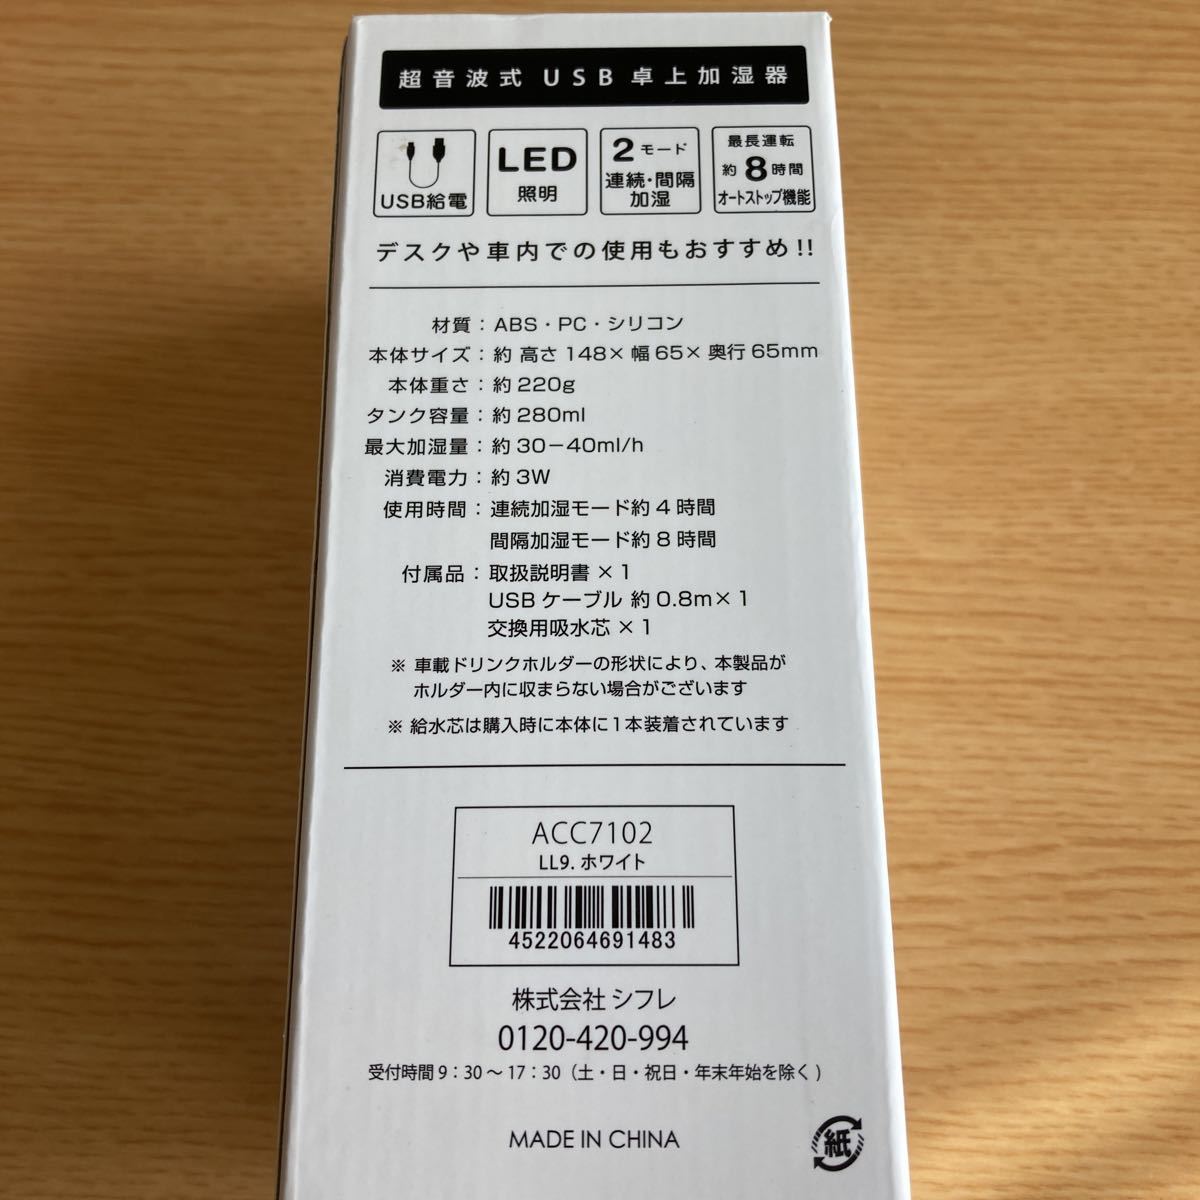 超音波式 USB 卓上加湿器
USB給電
LED
照明
2モード
連続・間隔
加湿
最長運転
約8時間
オートストップ機能
デスクや車内での使用もおすすめ!!
材質：ABS・PC・シリコン
本体サイズ：約 高さ 148× 幅 65× 奥行 65mm
本体重さ：約 220g
タンク容量：約 280ml
最大加湿量：約 30－40ml/h
消費電力：約 3W
使用時間：連続加湿モード約 4 時間
間隔加湿モード約 8 時間
付属品：取扱説明書 ×1
USB ケーブル 約 0.8m×1
交換用吸水芯 ×1
※ 車載ドリンクホルダーの形状により、本製品が
ホルダー内に収まらない場合がございます
※ 給水芯は購入時に本体に1本装着されています
ACC7102
LL9. ホワイト
4522064691483
株式会社 シフレ
0120-420-994
受付時間 9：30 〜 17：30（土・日・祝日・年末年始を除く）
MADE IN CHINA
紙